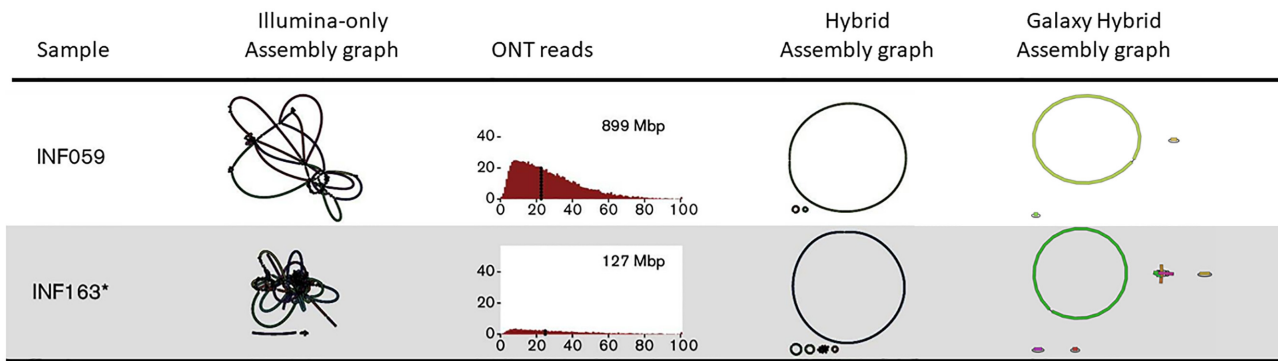 Sample
Illumina-only
Assembly graph
ONT reads
Hybrid
Assembly graph
Galaxy Hybrid
Assembly graph
INF059
899 Mbp
40-
20-
0
0 20 40 60 80 100
INF163*
127 Mbp
40-
20-
0
0 20 40 60 80 100